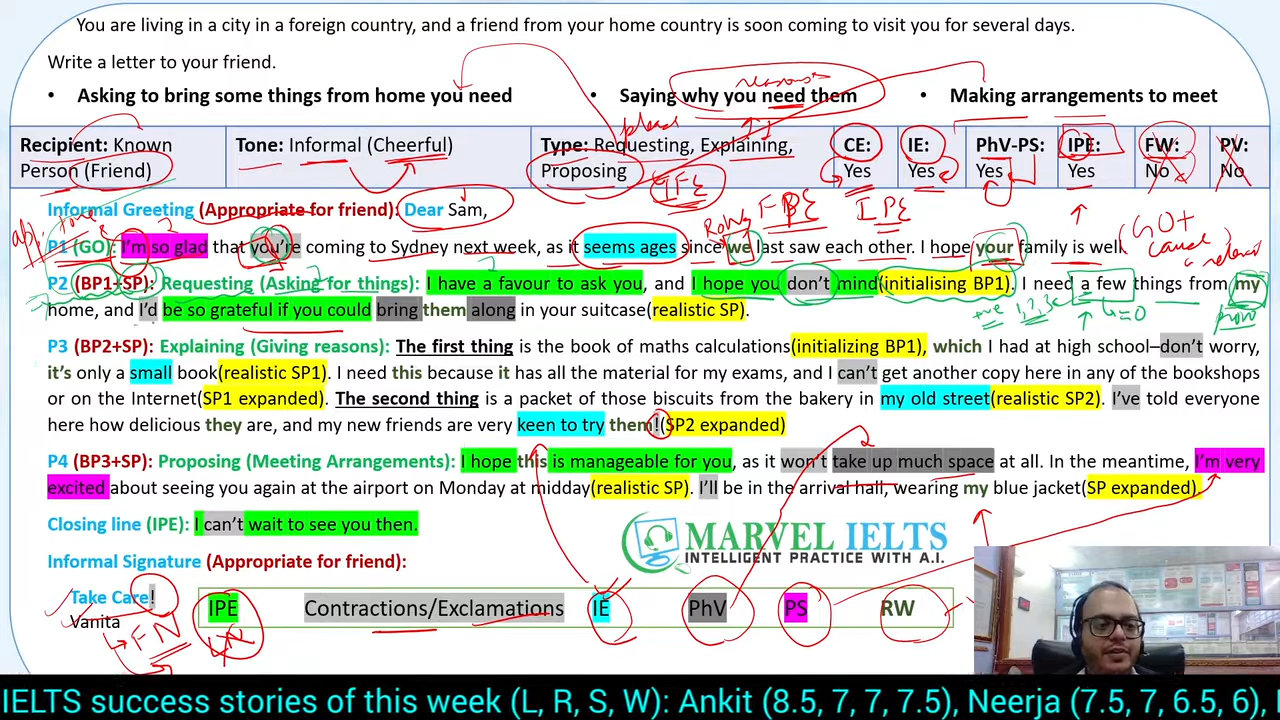 You are living in a city in a foreign country, and a friend from your home country is soon coming to visit you for several days.
Write a letter to your friend.
reasons
• Asking to bring some things from home you need • Saying why you need them • Making arrangements to meet
plead
Recipient: Known Person (Friend)
Tone: Informal (Cheerful)
Type: Requesting, Explaining, Proposing
CE: Yes
IE: Yes
PhV-PS: Yes
IPE: Yes
FW: No
PV: No
IFE
Informal Greeting (Appropriate for friend): Dear Sam,
FBE IPE
P1 (GO): I'm so glad that you're coming to Sydney next week, as it seems ages since we last saw each other. I hope your family is well.
P2 (BP1+SP): Requesting (Asking for things): I have a favour to ask you, and I hope you don't mind(initialising BP1). I need a few things from my
home, and I'd be so grateful if you could bring them along in your suitcase(realistic SP).
P3 (BP2+SP): Explaining (Giving reasons): The first thing is the book of maths calculations(initializing BP1), which I had at high school–don't worry,
it's only a small book(realistic SP1). I need this because it has all the material for my exams, and I can't get another copy here in any of the bookshops
or on the Internet(SP1 expanded). The second thing is a packet of those biscuits from the bakery in my old street(realistic SP2). I've told everyone
here how delicious they are, and my new friends are very keen to try them!(SP2 expanded)
P4 (BP3+SP): Proposing (Meeting Arrangements): I hope this is manageable for you, as it won't take up much space at all. In the meantime, I'm very
excited about seeing you again at the airport on Monday at midday(realistic SP). I'll be in the arrival hall, wearing my blue jacket(SP expanded).
Closing line (IPE): I can't wait to see you then.
MARVEL IELTS
INTELLIGENT PRACTICE WITH A.I.
Informal Signature (Appropriate for friend):
Take Care!
Vanita
FN
LN
IPE Contractions/Exclamations IE PhV PS RW
IELTS success stories of this week (L, R, S, W): Ankit (8.5, 7, 7, 7.5), Neerja (7.5, 7, 6.5, 6),